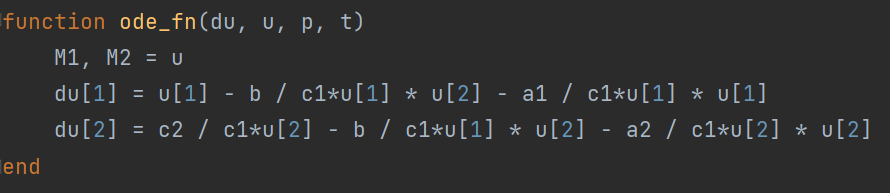 function ode_fn(du, u, p, t)
    M1, M2 = u
    du[1] = u[1] - b / c1*u[1] * u[2] - a1 / c1*u[1] * u[1]
    du[2] = c2 / c1*u[2] - b / c1*u[1] * u[2] - a2 / c1*u[2] * u[2]
end